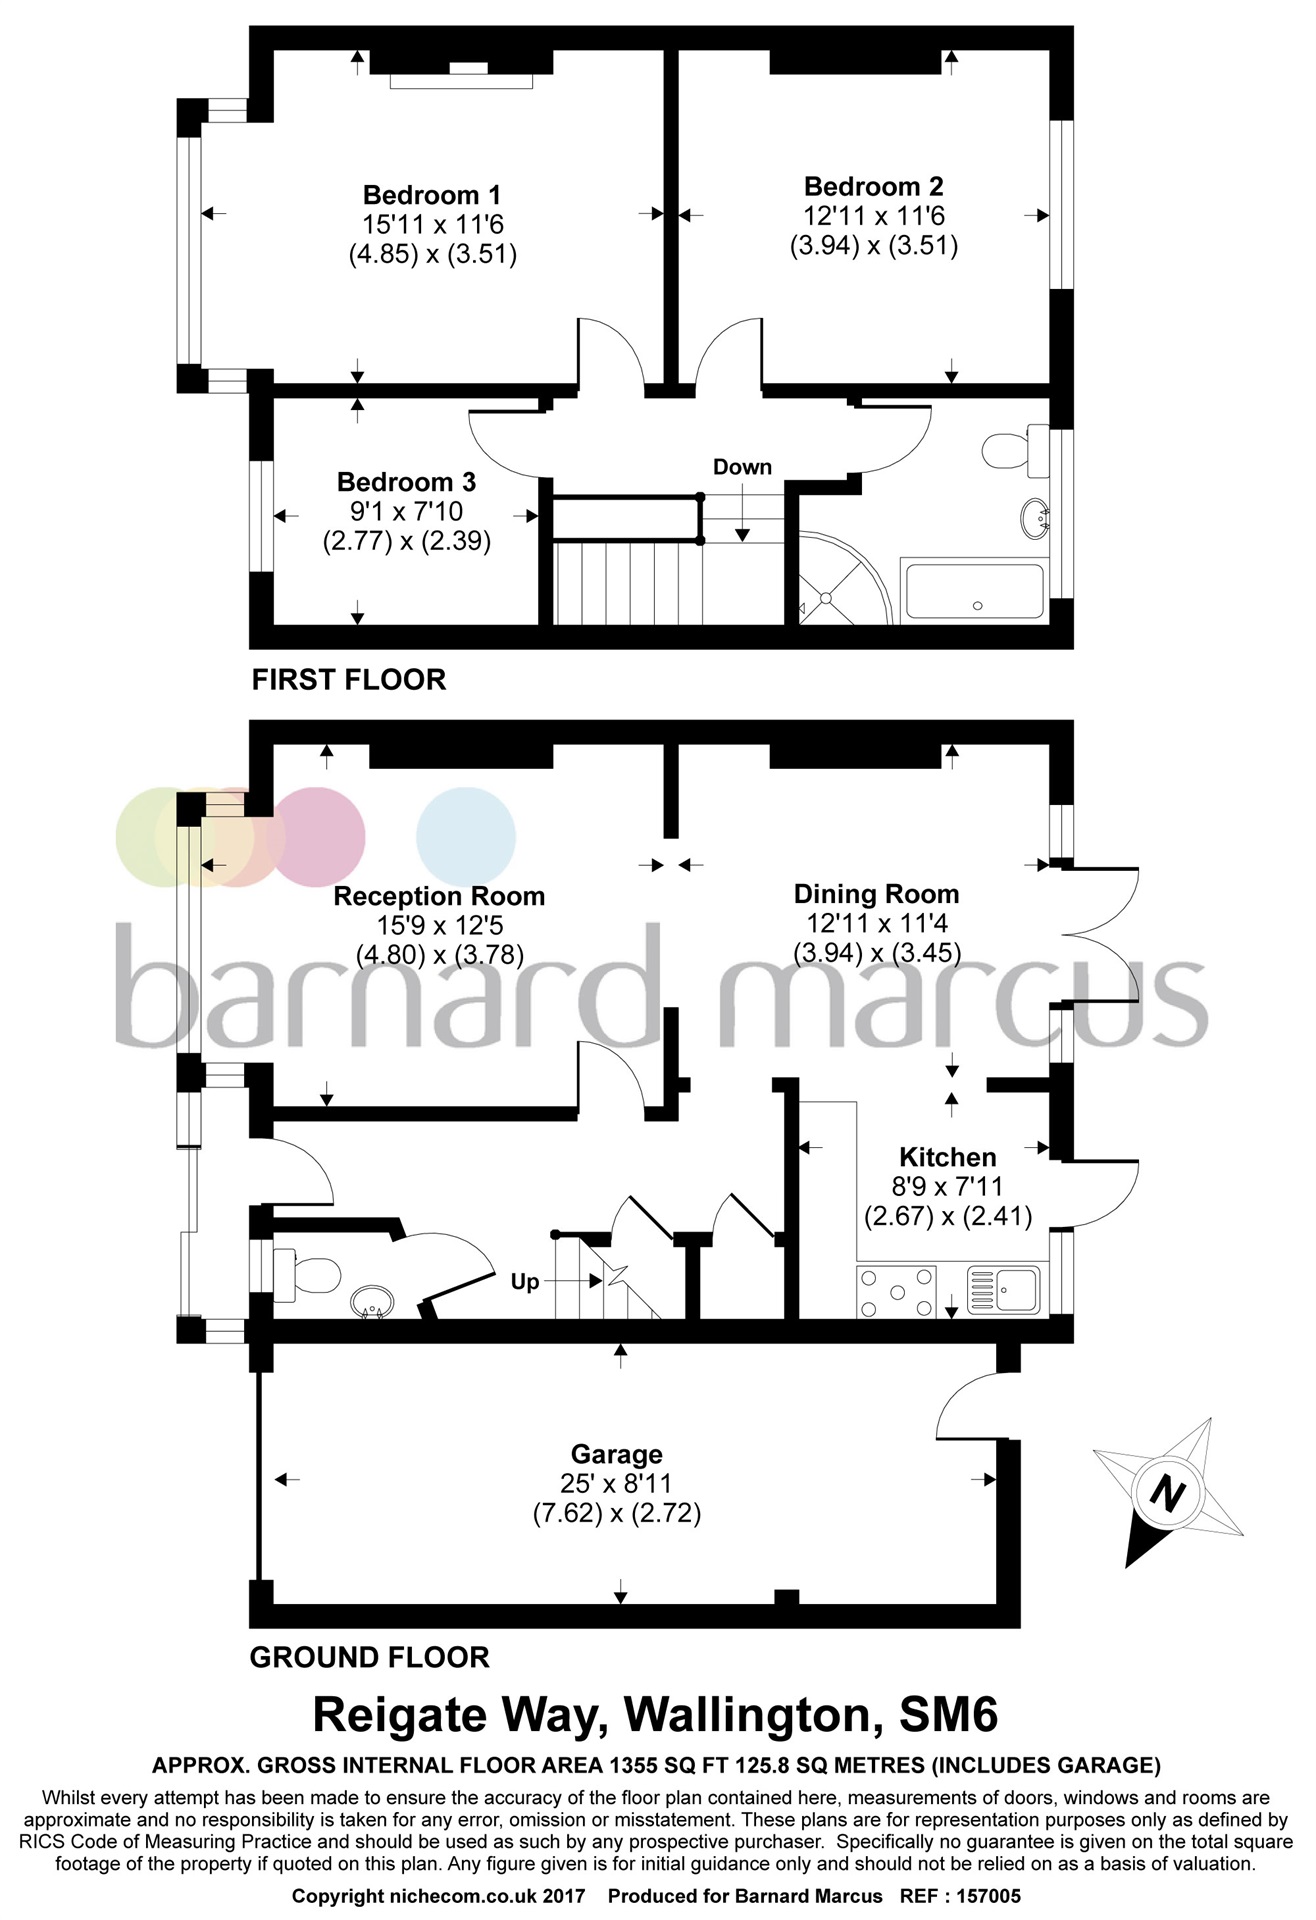 Bedroom 1
15'11 x 11'6
(4.85) x (3.51)
Bedroom 2
12'11 x 11'6
(3.94) x (3.51)
Bedroom 3
9'1 x 7'10
(2.77) x (2.39)
Down
FIRST FLOOR
Reception Room
15'9 x 12'5
(4.80) x (3.78)
Dining Room
12'11 x 11'4
(3.94) x (3.45)
barnard marcus
Kitchen
8'9 x 7'11
(2.67) x (2.41)
Up
Garage
25' x 8'11
(7.62) x (2.72)
N
GROUND FLOOR
Reigate Way, Wallington, SM6
APPROX. GROSS INTERNAL FLOOR AREA 1355 SQ FT 125.8 SQ METRES (INCLUDES GARAGE)
Whilst every attempt has been made to ensure the accuracy of the floor plan contained here, measurements of doors, windows and rooms are
approximate and no responsibility is taken for any error, omission or misstatement. These plans are for representation purposes only as defined by
RICS Code of Measuring Practice and should be used as such by any prospective purchaser. Specifically no guarantee is given on the total square
footage of the property if quoted on this plan. Any figure given is for initial guidance only and should not be relied on as a basis of valuation.
Copyright nichecom.co.uk 2017 Produced for Barnard Marcus REF : 157005